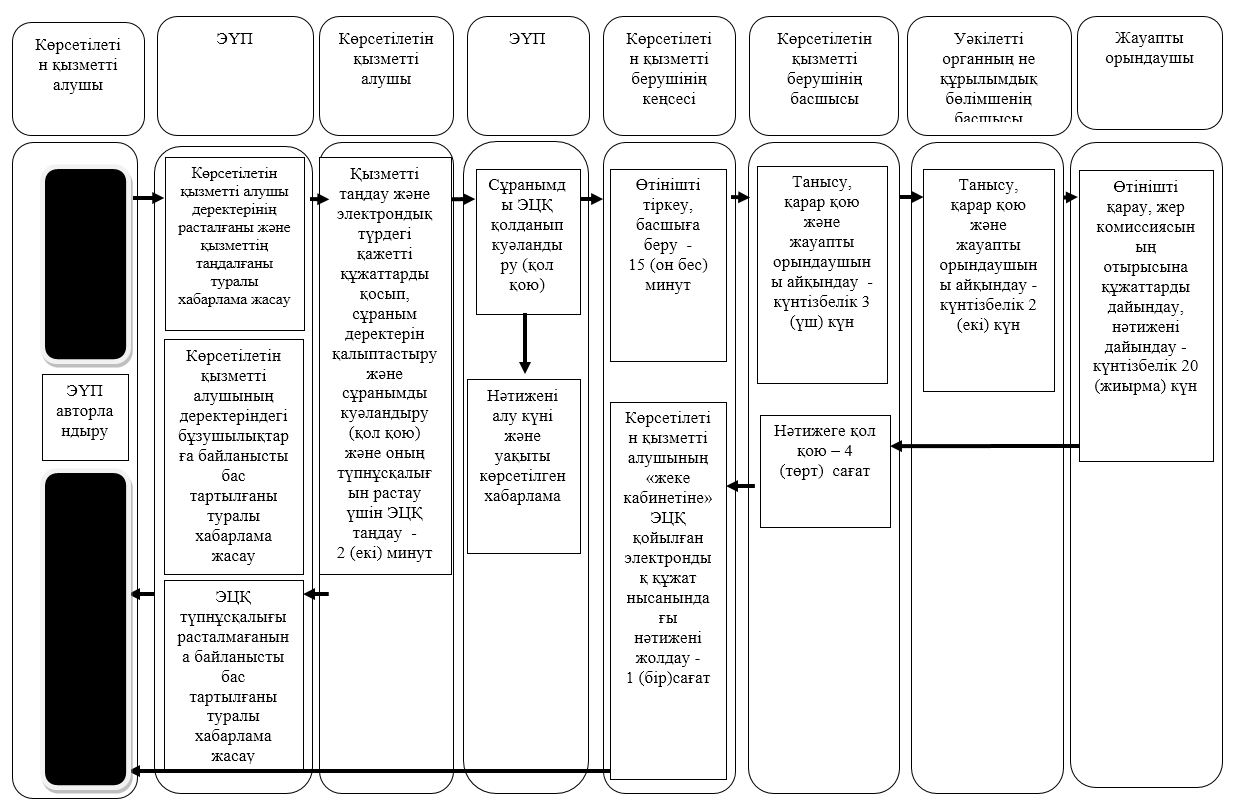 Көрсетілеті
н қызметті
алушы
ЭҮП
Көрсетілетін
қызметті
алушы
ЭҮП
Көрсетілеті
н қызметті
берушінің
кеңсесі
Көрсетілетін
қызметті
берушінің
басшысы
Уәкілетті
органның не
құрылымдық
бөлімшенің
басшысы
Жауапты
орындаушы
ЭҮП
авторла
ндыру
Көрсетілетін
қызметті алушы
деректерінің
расталғаны және
қызметтің
таңдалғаны
туралы
хабарлама жасау
Көрсетілетін
қызметті
алушының
деректеріндегі
бұзушылықтар
ға байланысты
бас
тартылғаны
туралы
хабарлама
жасау
ЭЦҚ
түпнұсқалығы
расталмағанын
а байланысты
бас
тартылғаны
туралы
хабарлама
жасау
Қызметті
таңдау және
электрондық
түрдегі
қажетті
құжаттарды
қосып,
сұраным
деректерін
қалыптастыру
және
сұранымды
куәландыру
(қол қою)
және оның
түпнұсқалығ
ын растау
үшін ЭЦҚ
таңдау -
2 (екі) минут
Сұранымд
ы ЭЦҚ
қолданып
куәланды
ру (қол
қою)
Нәтижені
алу күні
және
уақыты
көрсетілген
хабарлама
Өтінішті
тіркеу,
басшыға
беру -
15 (он бес)
минут
Көрсетілеті
н қызметті
алушының
«жеке
кабинетіне»
ЭЦҚ
қойылған
электронды
қ құжат
нысанында
ғы
нәтижені
жолдау -
1 (бір)сағат
Танысу,
қарар қою
және
жауапты
орындаушын
ы айқындау -
күнтізбелік 3
(үш) күн
Нәтижеге қол
қою – 4
(төрт) сағат
Танысу,
қарар қою
және
жауапты
орындаушын
ы айқындау -
күнтізбелік 2
(екі) күн
Өтінішті
қарау, жер
комиссиясын
ың
отырысына
құжаттарды
дайындау,
нәтижені
дайындау -
күнтізбелік 20
(жиырма) күн